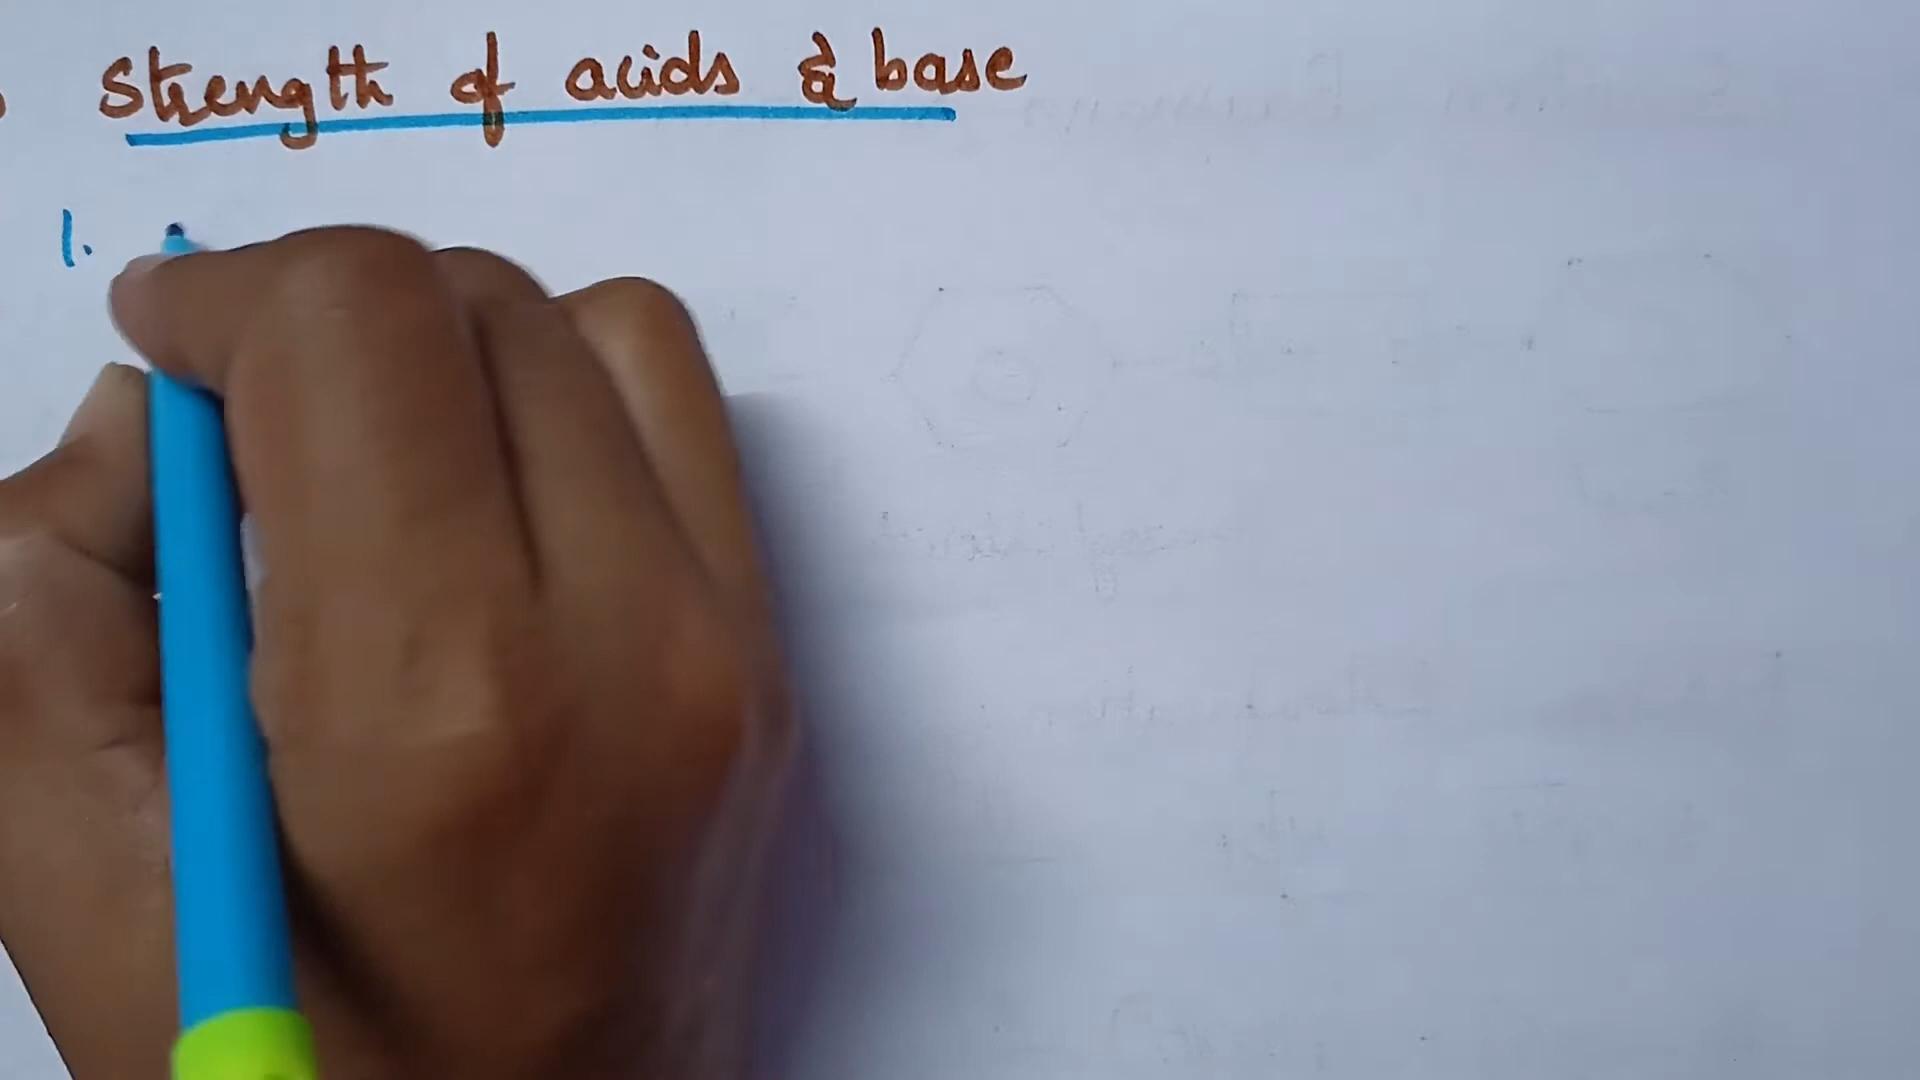 Strength of acids & base
1.